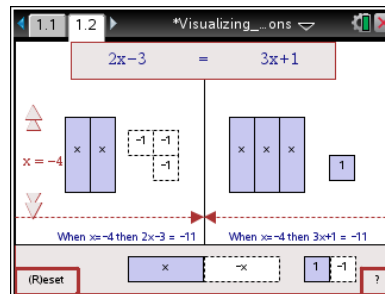 1.1 1.2 *Visualizing_...ons
2x-3 = 3x+1
x x -1 -1 x x x
x = -4 -1 1
When x=-4 then 2x-3 = -11 When x=-4 then 3x+1 = -11
x -x 1 -1
(R)eset ?